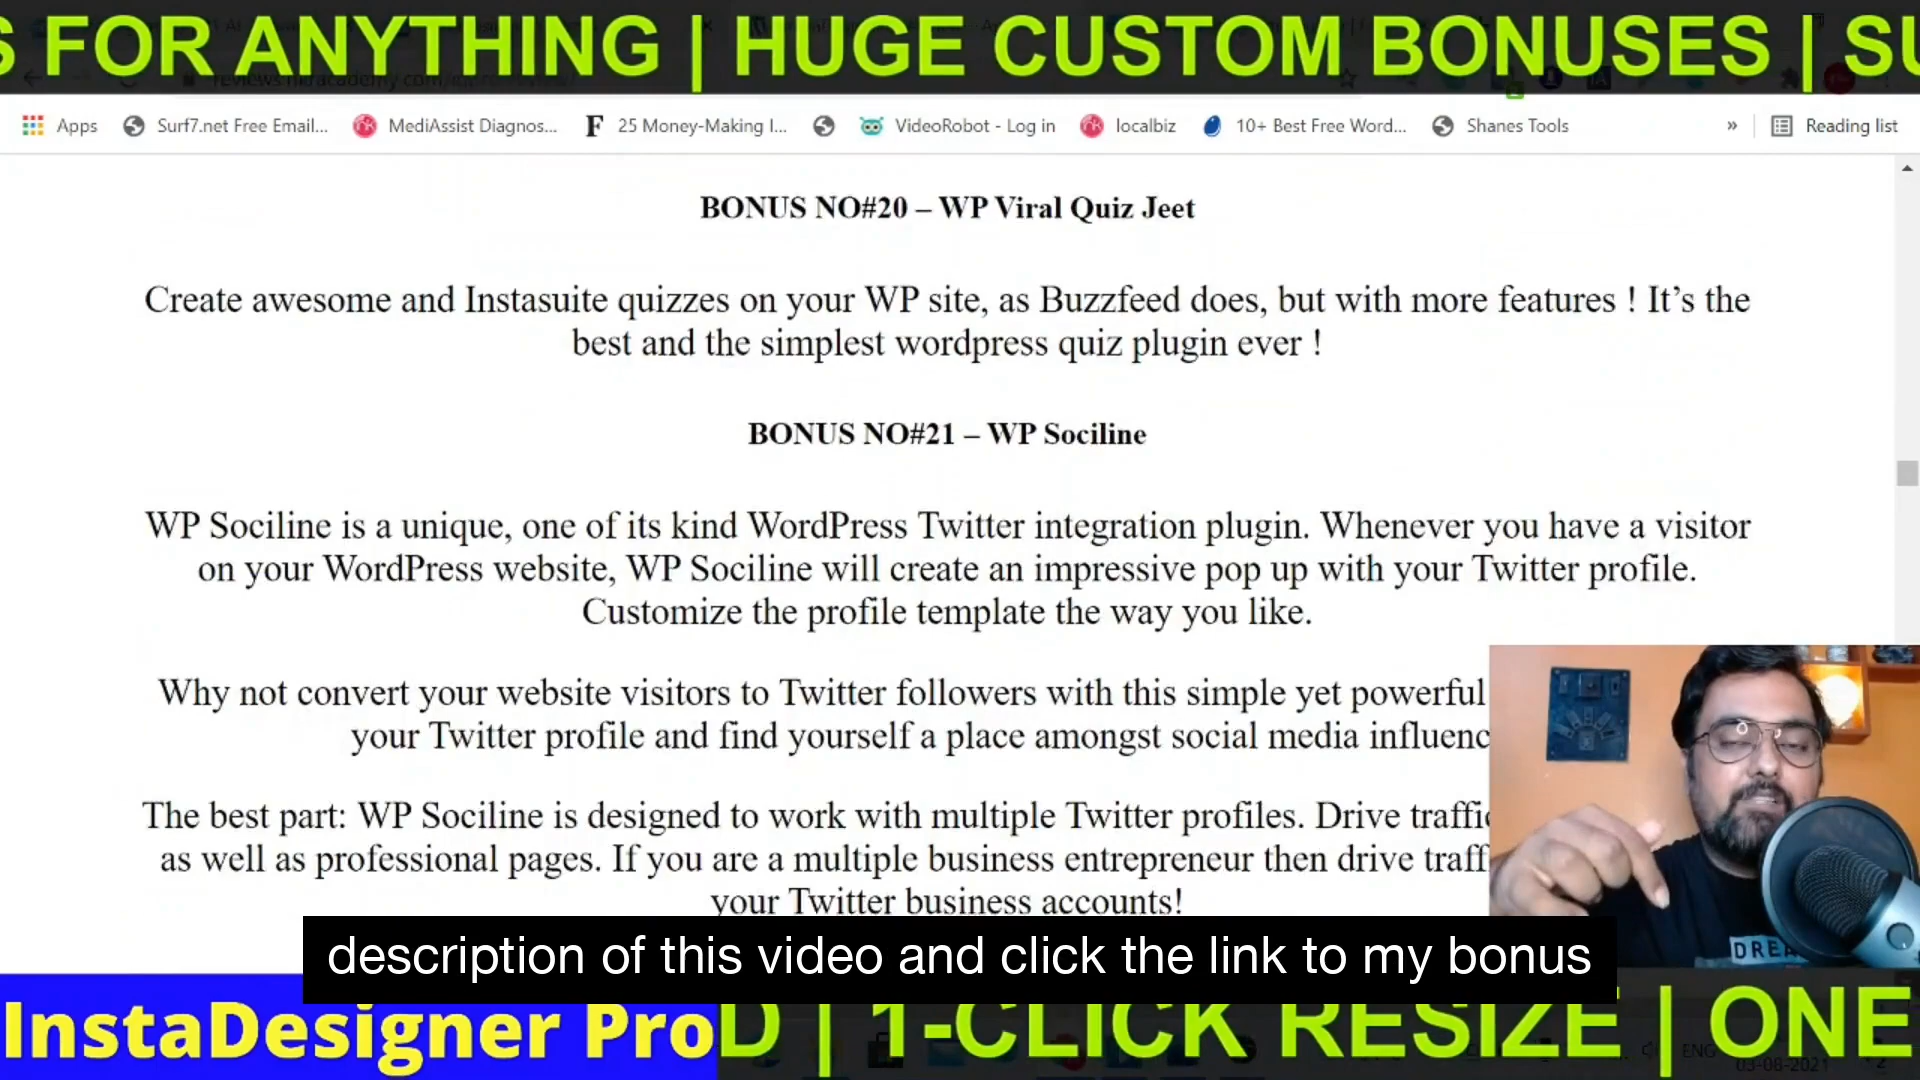 S FOR ANYTHING | HUGE CUSTOM BONUSES | SU
Apps
Surf7.net Free Email...
MediAssist Diagnos...
25 Money-Making I...
VideoRobot - Log in
localbiz
10+ Best Free Word...
Shanes Tools
»
Reading list
BONUS NO#20 – WP Viral Quiz Jeet
Create awesome and Instasuite quizzes on your WP site, as Buzzfeed does, but with more features ! It's the
best and the simplest wordpress quiz plugin ever !
BONUS NO#21 – WP Sociline
WP Sociline is a unique, one of its kind WordPress Twitter integration plugin. Whenever you have a visitor
on your WordPress website, WP Sociline will create an impressive pop up with your Twitter profile.
Customize the profile template the way you like.
Why not convert your website visitors to Twitter followers with this simple yet powerful
your Twitter profile and find yourself a place amongst social media influenc
The best part: WP Sociline is designed to work with multiple Twitter profiles. Drive traffic
as well as professional pages. If you are a multiple business entrepreneur then drive traff
your Twitter business accounts!
DREA
description of this video and click the link to my bonus
InstaDesigner Pro
D | 1-CLICK RESIZE | ONE
ENG
03-08-2021